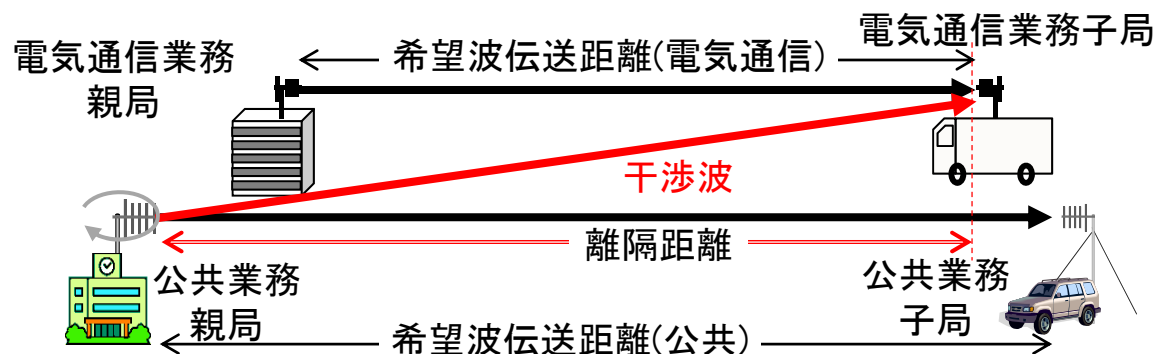 電気通信業務
親局
希望波伝送距離(電気通信)
電気通信業務子局
干渉波
離隔距離
公共業務
親局
公共業務
子局
希望波伝送距離(公共)